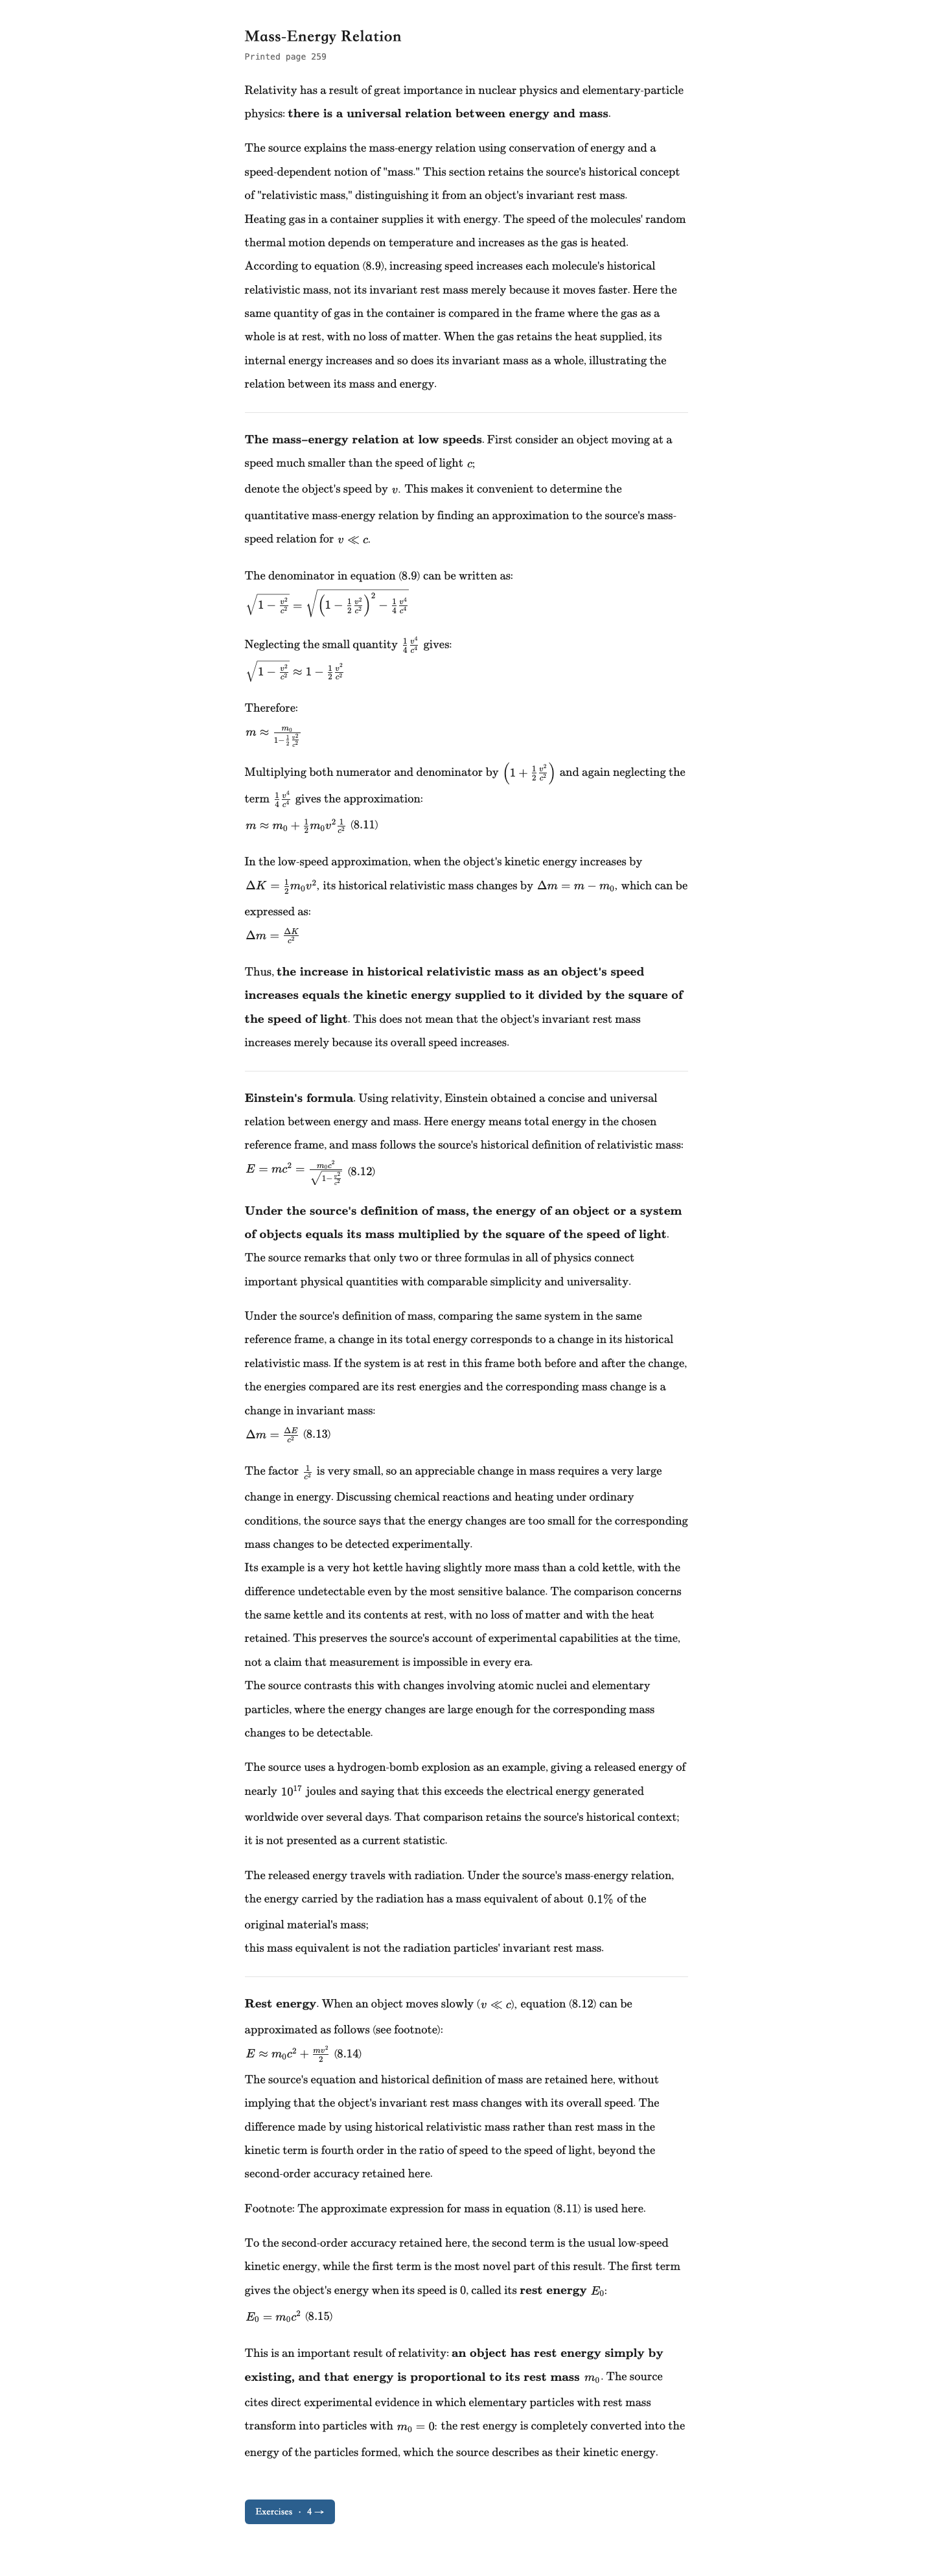 Mass-Energy Relation
Printed page 259
Relativity has a result of great importance in nuclear physics and elementary-particle
physics: there is a universal relation between energy and mass.
The source explains the mass-energy relation using conservation of energy and a
speed-dependent notion of "mass." This section retains the source's historical concept
of "relativistic mass," distinguishing it from an object's invariant rest mass.
Heating gas in a container supplies it with energy. The speed of the molecules' random
thermal motion depends on temperature and increases as the gas is heated.
According to equation (8.9), increasing speed increases each molecule's historical
relativistic mass, not its invariant rest mass merely because it moves faster. Here the
same quantity of gas in the container is compared in the frame where the gas as a
whole is at rest, with no loss of matter. When the gas retains the heat supplied, its
internal energy increases and so does its invariant mass as a whole, illustrating the
relation between its mass and energy.
The mass–energy relation at low speeds. First consider an object moving at a
speed much smaller than the speed of light c;
denote the object's speed by v. This makes it convenient to determine the
quantitative mass-energy relation by finding an approximation to the source's mass-
speed relation for v ≪ c.
The denominator in equation (8.9) can be written as:
√(1 − v²/c²) = √((1 − 1/2 v²/c²)² − 1/4 v⁴/c⁴)
Neglecting the small quantity 1/4 v⁴/c⁴ gives:
√(1 − v²/c²) ≈ 1 − 1/2 v²/c²
Therefore:
m ≈ m₀/(1 − 1/2 v²/c²)
Multiplying both numerator and denominator by (1 + 1/2 v²/c²) and again neglecting the
term 1/4 v⁴/c⁴ gives the approximation:
m ≈ m₀ + 1/2 m₀v² 1/c² (8.11)
In the low-speed approximation, when the object's kinetic energy increases by
ΔK = 1/2 m₀v², its historical relativistic mass changes by Δm = m − m₀, which can be
expressed as:
Δm = ΔK/c²
Thus, the increase in historical relativistic mass as an object's speed
increases equals the kinetic energy supplied to it divided by the square of
the speed of light. This does not mean that the object's invariant rest mass
increases merely because its overall speed increases.
Einstein's formula. Using relativity, Einstein obtained a concise and universal
relation between energy and mass. Here energy means total energy in the chosen
reference frame, and mass follows the source's historical definition of relativistic mass:
E = mc² = m₀c²/√(1 − v²/c²) (8.12)
Under the source's definition of mass, the energy of an object or a system
of objects equals its mass multiplied by the square of the speed of light.
The source remarks that only two or three formulas in all of physics connect
important physical quantities with comparable simplicity and universality.
Under the source's definition of mass, comparing the same system in the same
reference frame, a change in its total energy corresponds to a change in its historical
relativistic mass. If the system is at rest in this frame both before and after the change,
the energies compared are its rest energies and the corresponding mass change is a
change in invariant mass:
Δm = ΔE/c² (8.13)
The factor 1/c² is very small, so an appreciable change in mass requires a very large
change in energy. Discussing chemical reactions and heating under ordinary
conditions, the source says that the energy changes are too small for the corresponding
mass changes to be detected experimentally.
Its example is a very hot kettle having slightly more mass than a cold kettle, with the
difference undetectable even by the most sensitive balance. The comparison concerns
the same kettle and its contents at rest, with no loss of matter and with the heat
retained. This preserves the source's account of experimental capabilities at the time,
not a claim that measurement is impossible in every era.
The source contrasts this with changes involving atomic nuclei and elementary
particles, where the energy changes are large enough for the corresponding mass
changes to be detectable.
The source uses a hydrogen-bomb explosion as an example, giving a released energy of
nearly 10¹⁷ joules and saying that this exceeds the electrical energy generated
worldwide over several days. That comparison retains the source's historical context;
it is not presented as a current statistic.
The released energy travels with radiation. Under the source's mass-energy relation,
the energy carried by the radiation has a mass equivalent of about 0.1% of the
original material's mass;
this mass equivalent is not the radiation particles' invariant rest mass.
Rest energy. When an object moves slowly (v ≪ c), equation (8.12) can be
approximated as follows (see footnote):
E ≈ m₀c² + mv²/2 (8.14)
The source's equation and historical definition of mass are retained here, without
implying that the object's invariant rest mass changes with its overall speed. The
difference made by using historical relativistic mass rather than rest mass in the
kinetic term is fourth order in the ratio of speed to the speed of light, beyond the
second-order accuracy retained here.
Footnote: The approximate expression for mass in equation (8.11) is used here.
To the second-order accuracy retained here, the second term is the usual low-speed
kinetic energy, while the first term is the most novel part of this result. The first term
gives the object's energy when its speed is 0, called its rest energy E₀:
E₀ = m₀c² (8.15)
This is an important result of relativity: an object has rest energy simply by
existing, and that energy is proportional to its rest mass m₀. The source
cites direct experimental evidence in which elementary particles with rest mass
transform into particles with m₀ = 0: the rest energy is completely converted into the
energy of the particles formed, which the source describes as their kinetic energy.
Exercises · 4 →